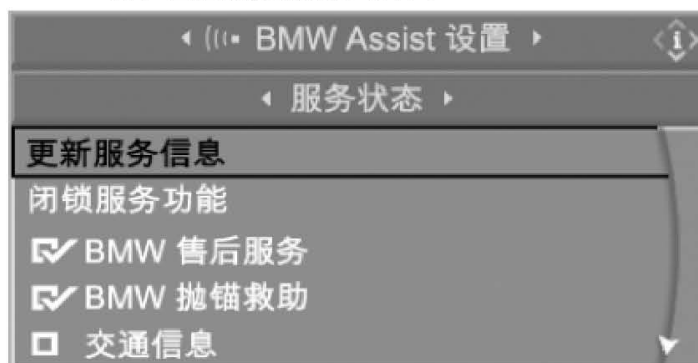 BMW Assist 设置
服务状态
更新服务信息
闭锁服务功能
BMW 售后服务
BMW 抛锚救助
交通信息